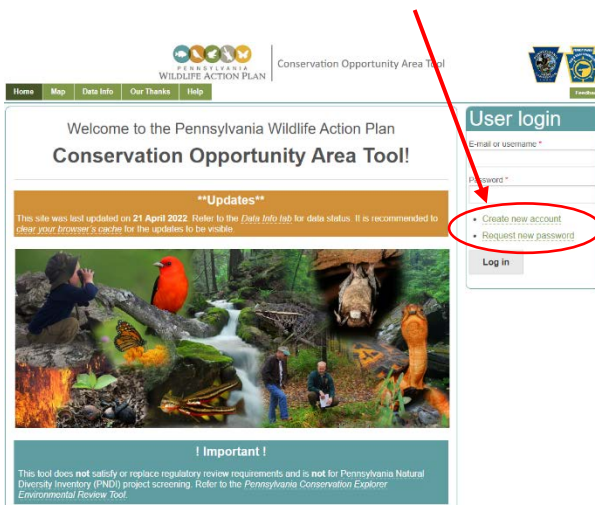 PENNSYLVANIA
WILDLIFE ACTION PLAN
Conservation Opportunity Area Tool
Home Map Data Info Our Thanks Help
Welcome to the Pennsylvania Wildlife Action Plan
Conservation Opportunity Area Tool!
**Updates**
This site was last updated on 21 April 2022. Refer to the Data Info tab for data status. It is recommended to
clear your browser's cache for the updates to be visible.
! Important !
This tool does not satisfy or replace regulatory review requirements and is not for Pennsylvania Natural
Diversity Inventory (PNDI) project screening. Refer to the Pennsylvania Conservation Explorer
Environmental Review Tool.
User login
E-mail or username *
Password *
Create new account
Request new password
Log in